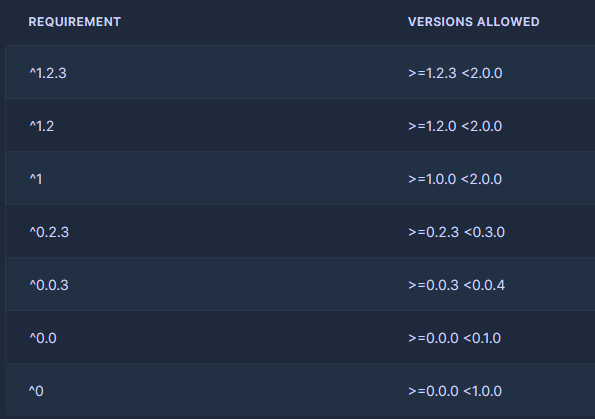 REQUIREMENT VERSIONS ALLOWED
^1.2.3 >=1.2.3 <2.0.0
^1.2 >=1.2.0 <2.0.0
^1 >=1.0.0 <2.0.0
^0.2.3 >=0.2.3 <0.3.0
^0.0.3 >=0.0.3 <0.0.4
^0.0 >=0.0.0 <0.1.0
^0 >=0.0.0 <1.0.0